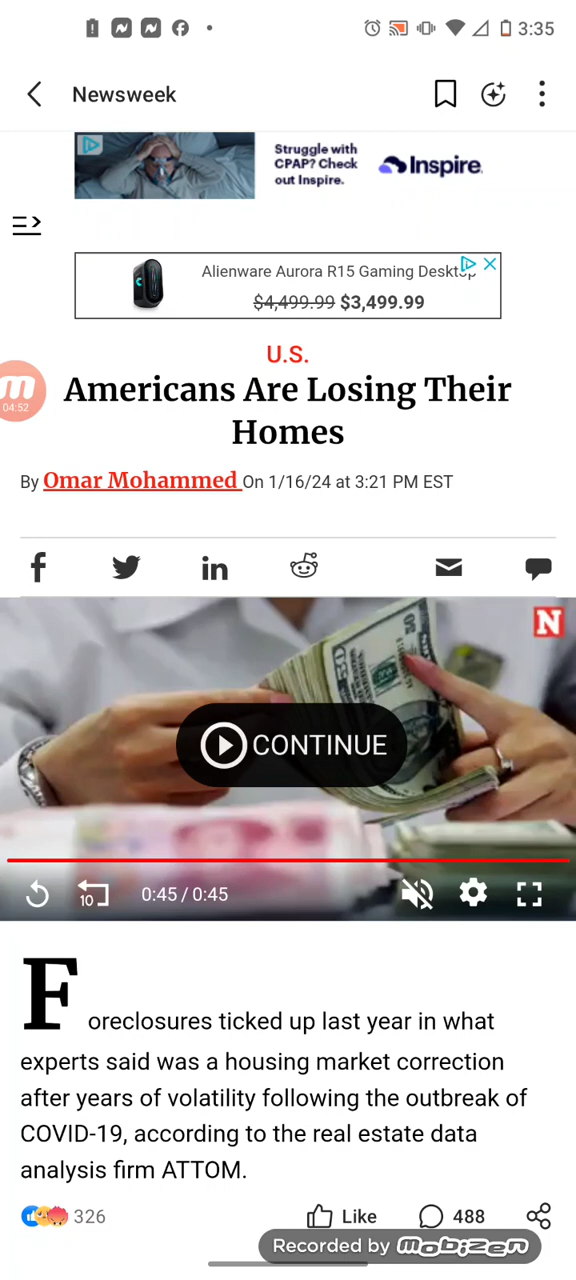 3:35
Newsweek
Struggle with
CPAP? Check
out Inspire.
Inspire
Alienware Aurora R15 Gaming Desktop
$4,499.99 $3,499.99
U.S.
Americans Are Losing Their
Homes
m
04:52
By Omar Mohammed On 1/16/24 at 3:21 PM EST
f
in
N
50
CONTINUE
10
0:45 / 0:45
Foreclosures ticked up last year in what
experts said was a housing market correction
after years of volatility following the outbreak of
COVID-19, according to the real estate data
analysis firm ATTOM.
326
Like
488
Recorded by mobizen